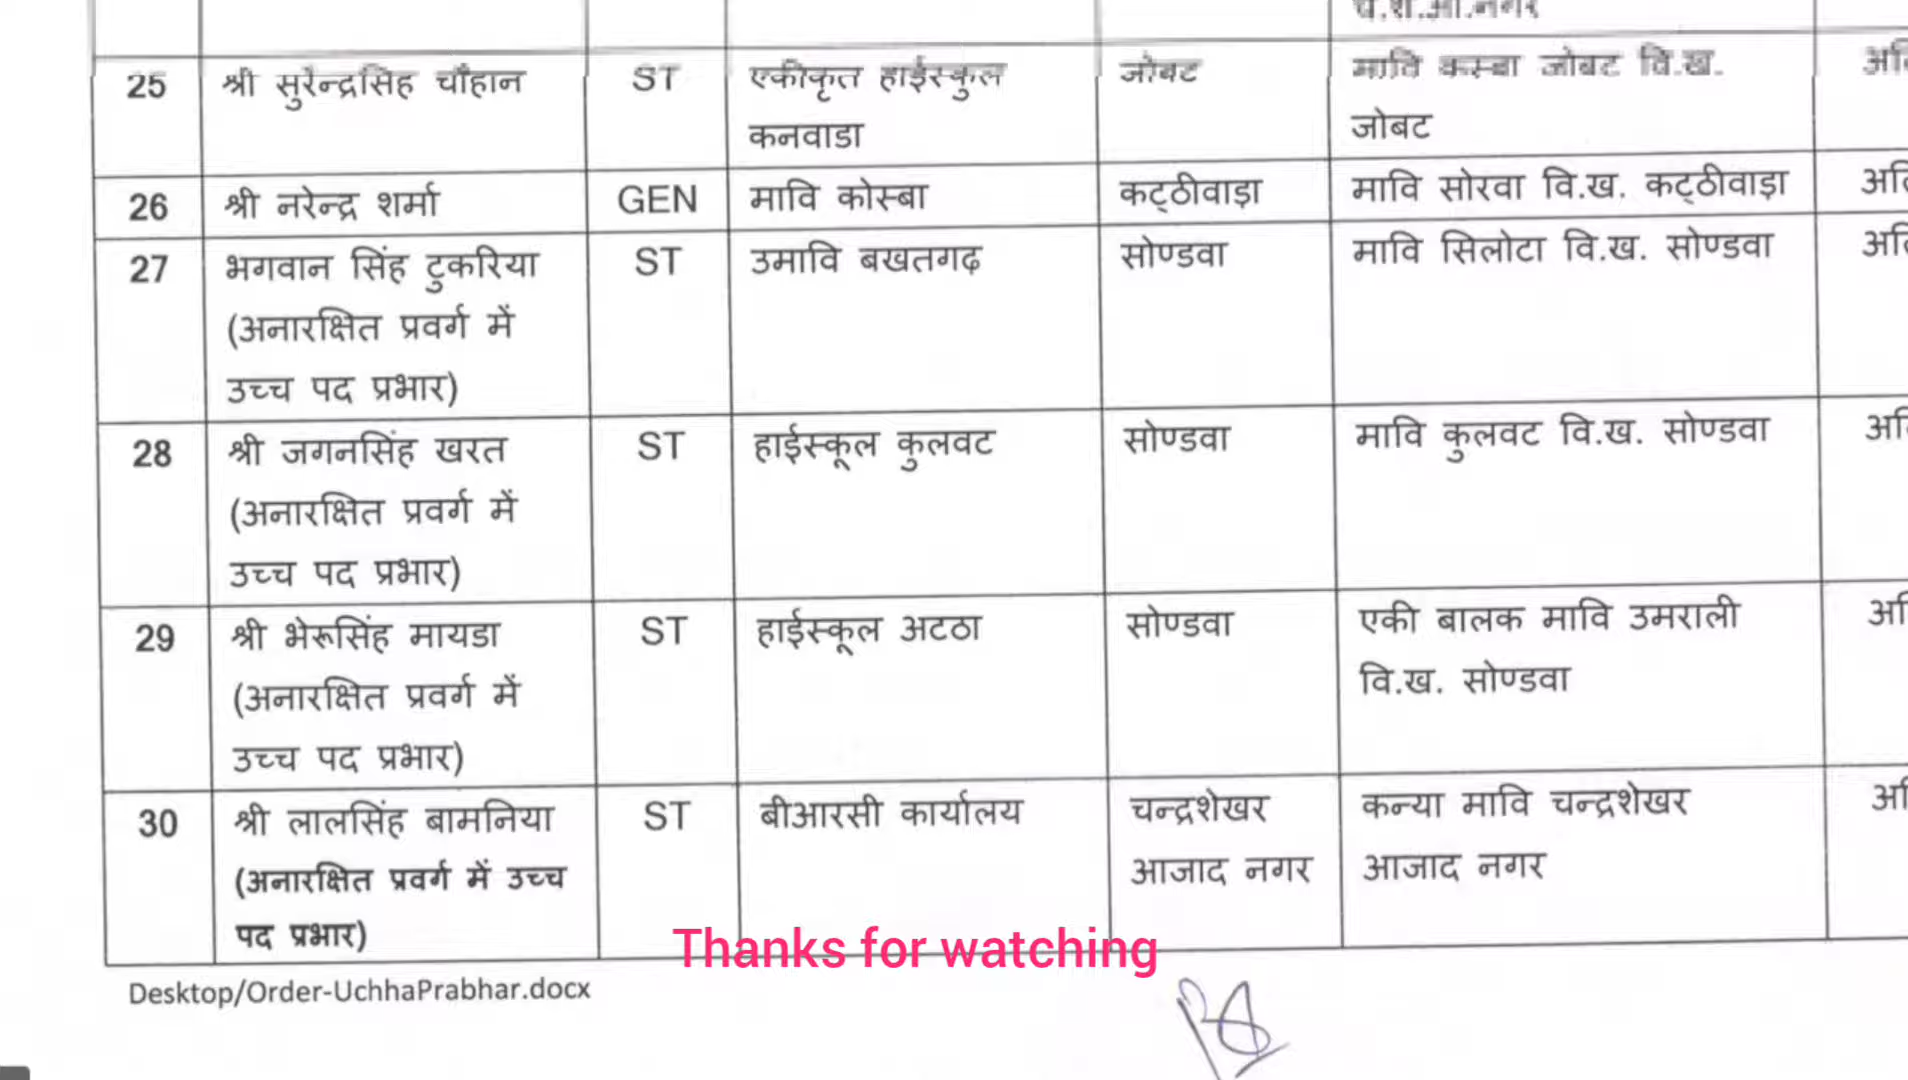 च.शे.आ.नगर
25 श्री सुरेन्द्रसिंह चौहान ST एकीकृत हाईस्कुल जोबट मावि कस्बा जोबट वि.ख.
कनवाडा जोबट
26 श्री नरेन्द्र शर्मा GEN मावि कोस्बा कट्ठीवाड़ा मावि सोरवा वि.ख. कट्ठीवाड़ा
27 भगवान सिंह टुकरिया ST उमावि बखतगढ़ सोण्डवा मावि सिलोटा वि.ख. सोण्डवा
(अनारक्षित प्रवर्ग में
उच्च पद प्रभार)
28 श्री जगनसिंह खरत ST हाईस्कूल कुलवट सोण्डवा मावि कुलवट वि.ख. सोण्डवा
(अनारक्षित प्रवर्ग में
उच्च पद प्रभार)
29 श्री भेरूसिंह मायडा ST हाईस्कूल अटठा सोण्डवा एकी बालक मावि उमराली
(अनारक्षित प्रवर्ग में वि.ख. सोण्डवा
उच्च पद प्रभार)
30 श्री लालसिंह बामनिया ST बीआरसी कार्यालय चन्द्रशेखर कन्या मावि चन्द्रशेखर
(अनारक्षित प्रवर्ग में उच्च आजाद नगर आजाद नगर
पद प्रभार)
Thanks for watching
Desktop/Order-UchhaPrabhar.docx